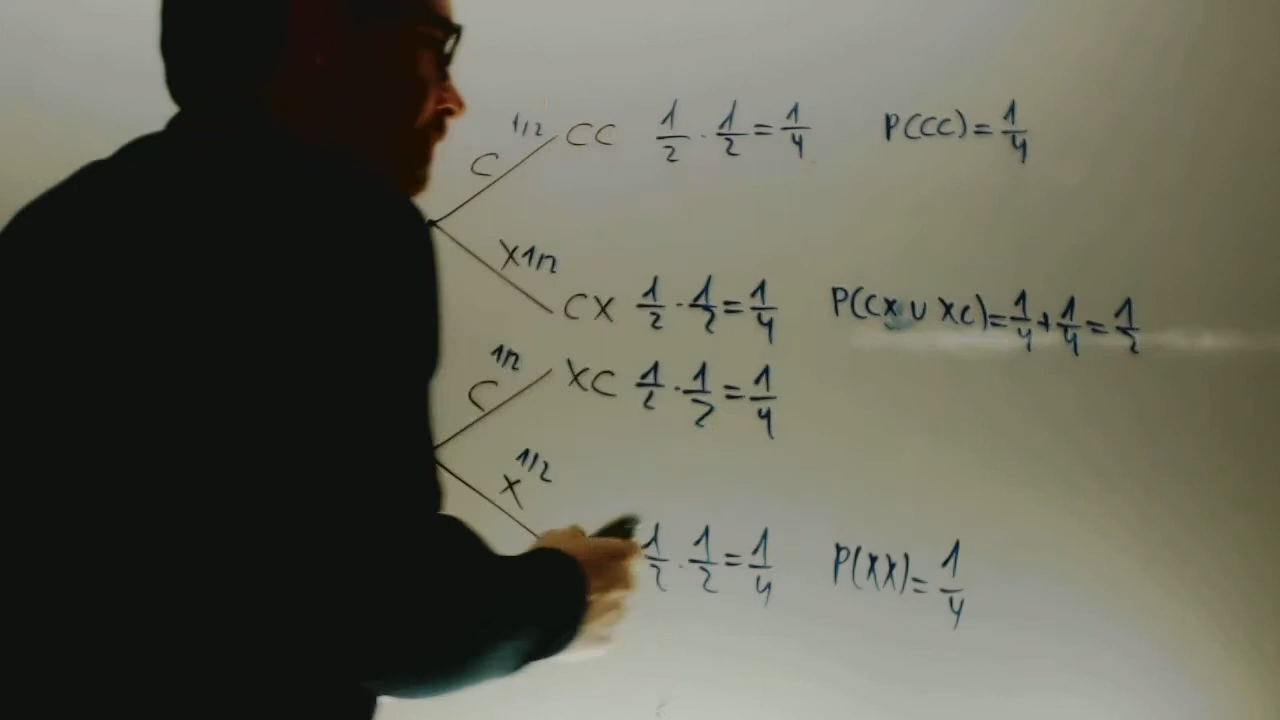 1/2 CC 1/2 · 1/2 = 1/4 P(CC) = 1/4
C
X 1/2
CX 1/2 · 1/2 = 1/4 P(CX ∪ XC) = 1/4 + 1/4 = 1/2
1/2
C XC 1/2 · 1/2 = 1/4
1/2
X
1/2 · 1/2 = 1/4 P(XX) = 1/4